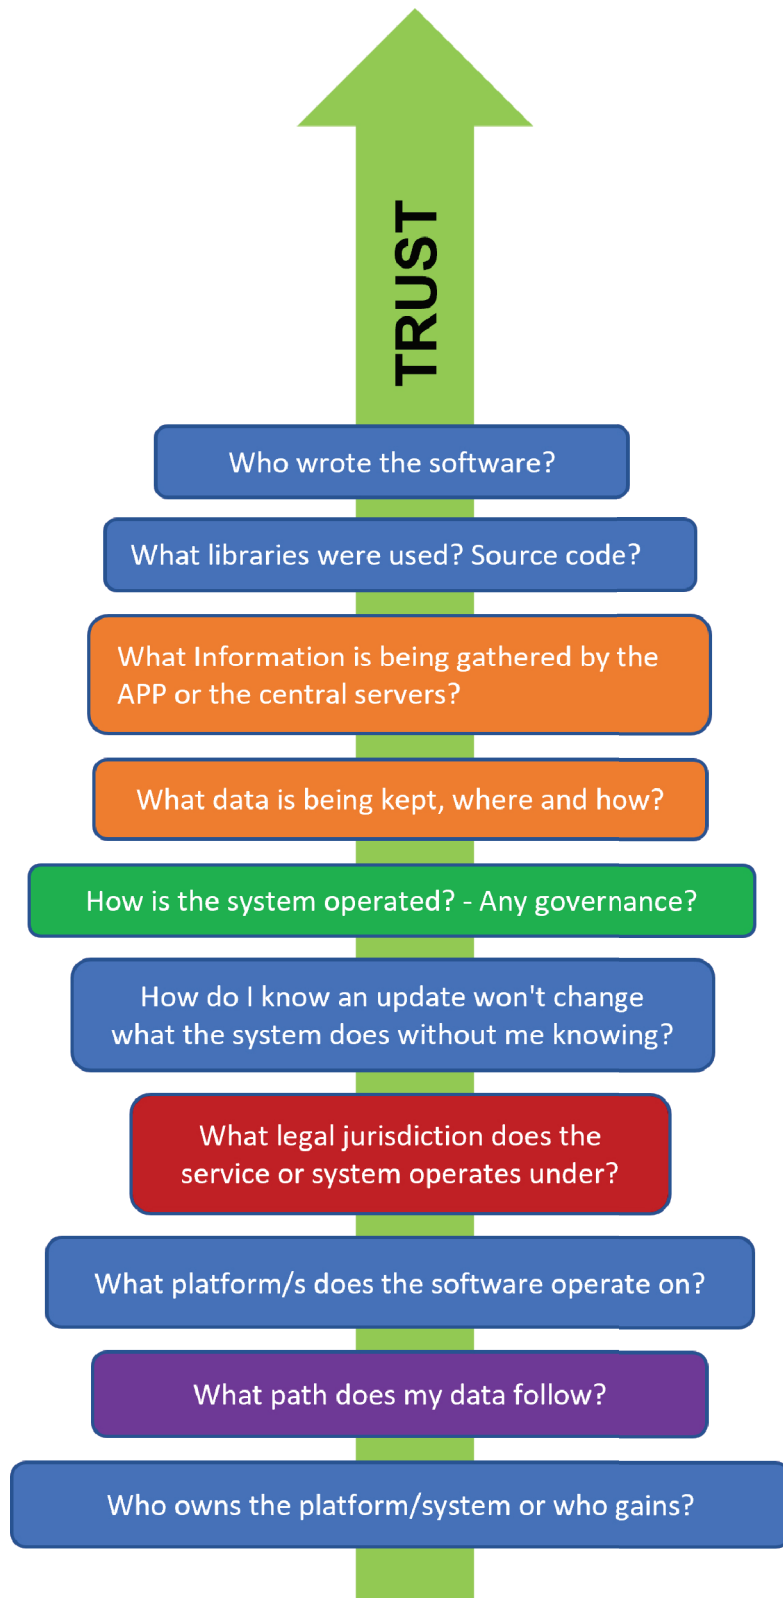 TRUST
Who wrote the software?
What libraries were used? Source code?
What Information is being gathered by the
APP or the central servers?
What data is being kept, where and how?
How is the system operated? - Any governance?
How do I know an update won't change
what the system does without me knowing?
What legal jurisdiction does the
service or system operates under?
What platform/s does the software operate on?
What path does my data follow?
Who owns the platform/system or who gains?